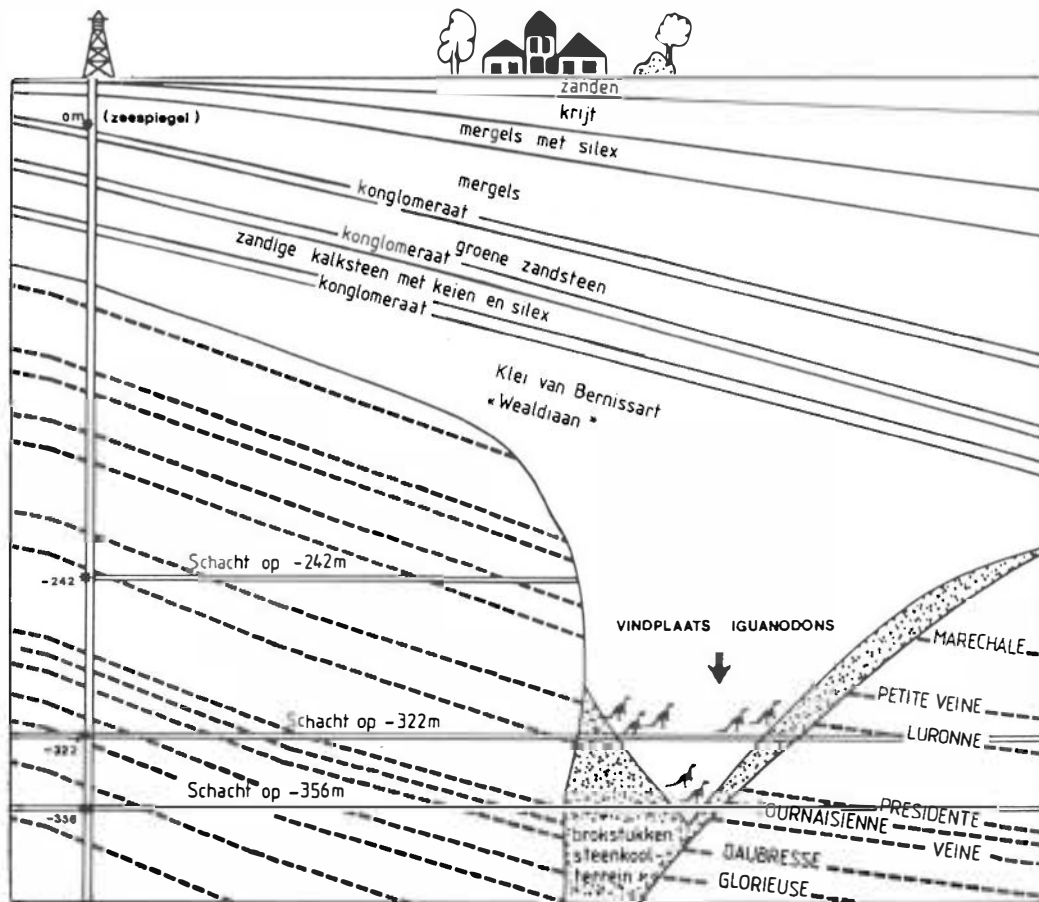 zanden
krijt
om (zeespiegel)
mergels met silex
mergels
konglomeraat
konglomeraat
groene zandsteen
zandige kalksteen met keien en silex
konglomeraat
Klei van Bernissart
« Wealdiaan »
Schacht op -242m
-242
VINDPLAATS IGUANODONS
MARECHALE
PETITE VEINE
Schacht op -322m
LURONNE
-322
Schacht op -356m
PRESIDENTE
OURNAISIENNE
brokstukken
VEINE
steenkool-
DAUBRESSE
terrein
GLORIEUSE